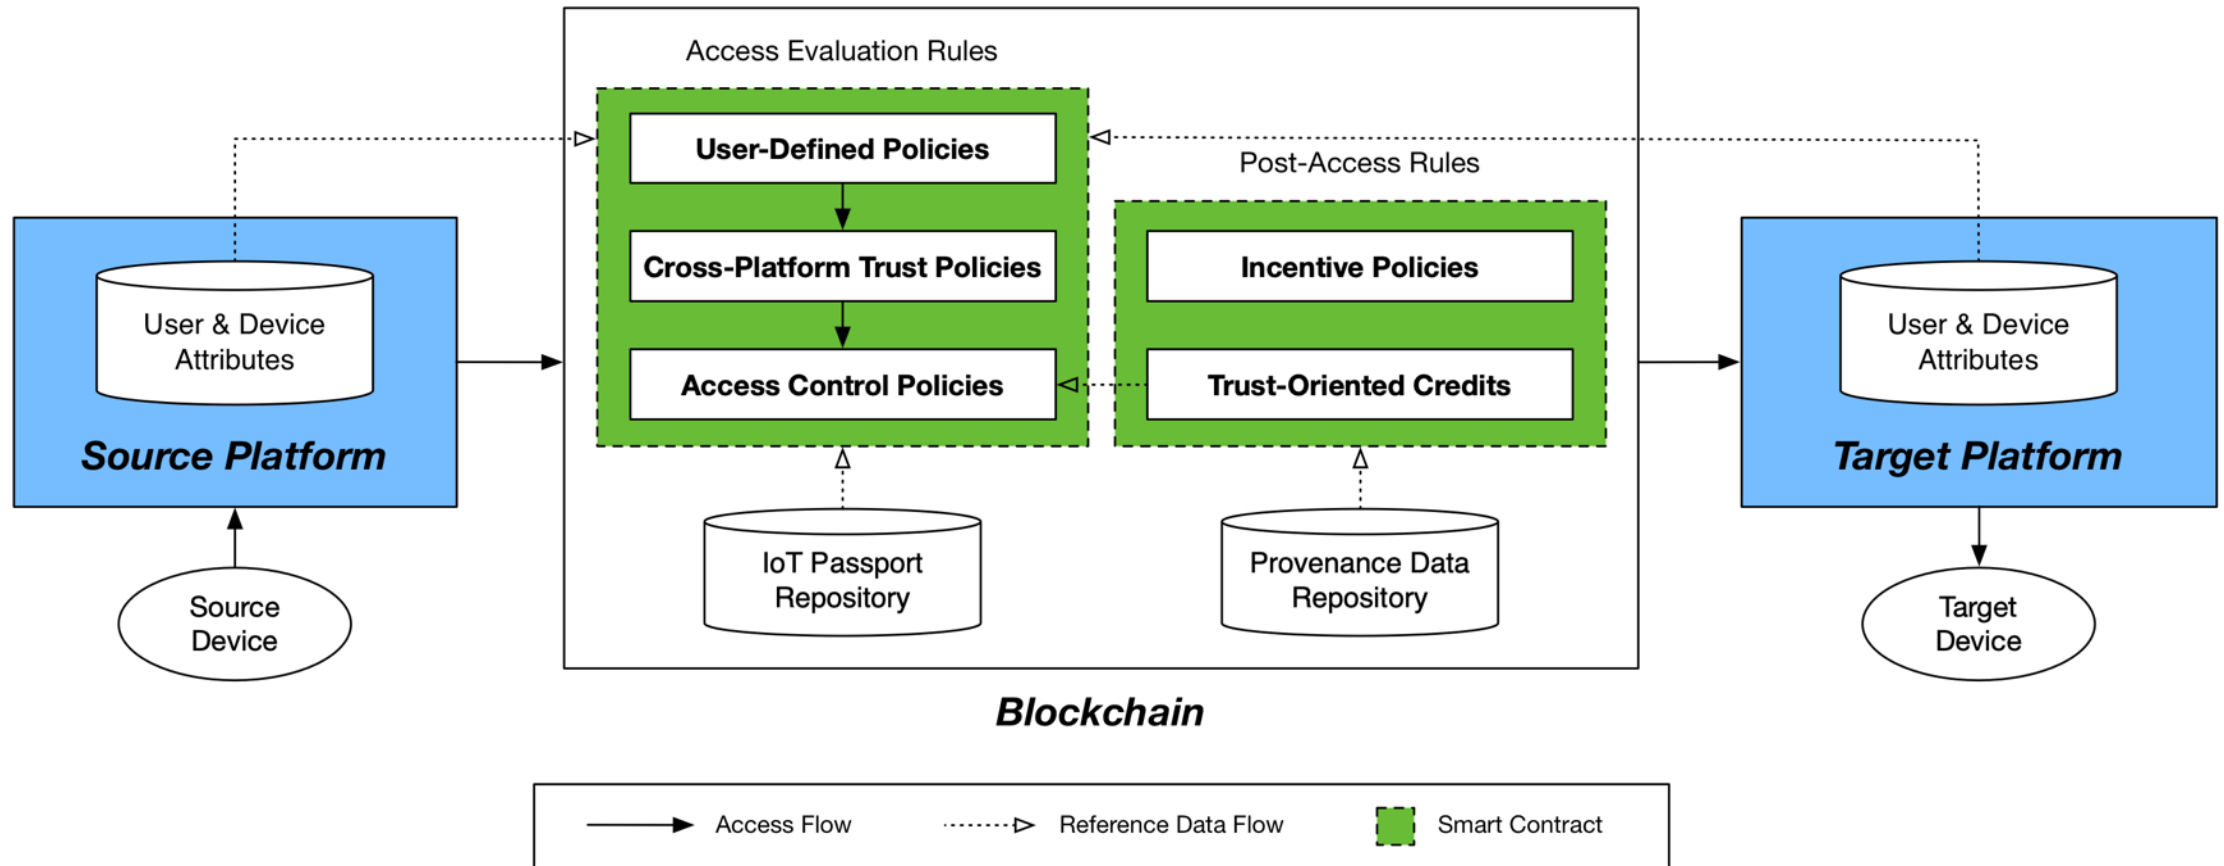 Access Evaluation Rules
User-Defined Policies
Cross-Platform Trust Policies
Access Control Policies
Post-Access Rules
Incentive Policies
Trust-Oriented Credits
User & Device
Attributes
Source Platform
Source
Device
IoT Passport
Repository
Provenance Data
Repository
User & Device
Attributes
Target Platform
Target
Device
Blockchain
Access Flow
Reference Data Flow
Smart Contract